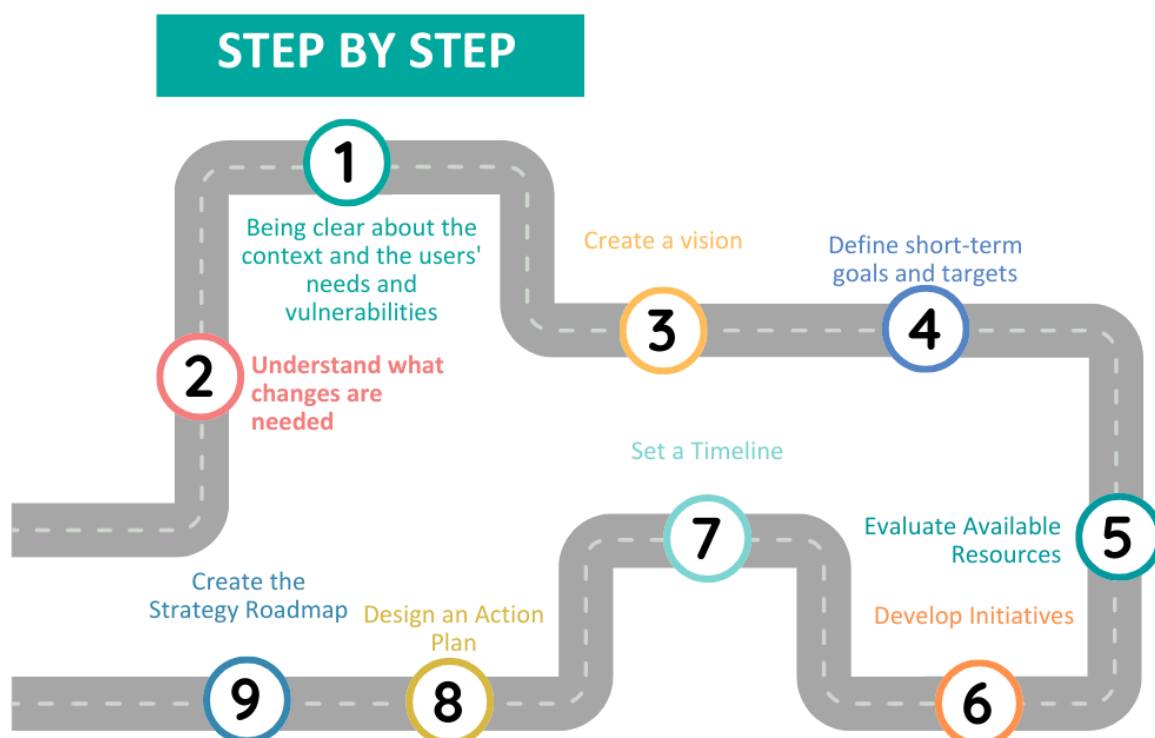 STEP BY STEP
1
Being clear about the
context and the users'
needs and
vulnerabilities
2
Understand what
changes are
needed
Create a vision
3
Define short-term
goals and targets
4
Evaluate Available
Resources
5
Develop Initiatives
6
Set a Timeline
7
Design an Action
Plan
8
Create the
Strategy Roadmap
9